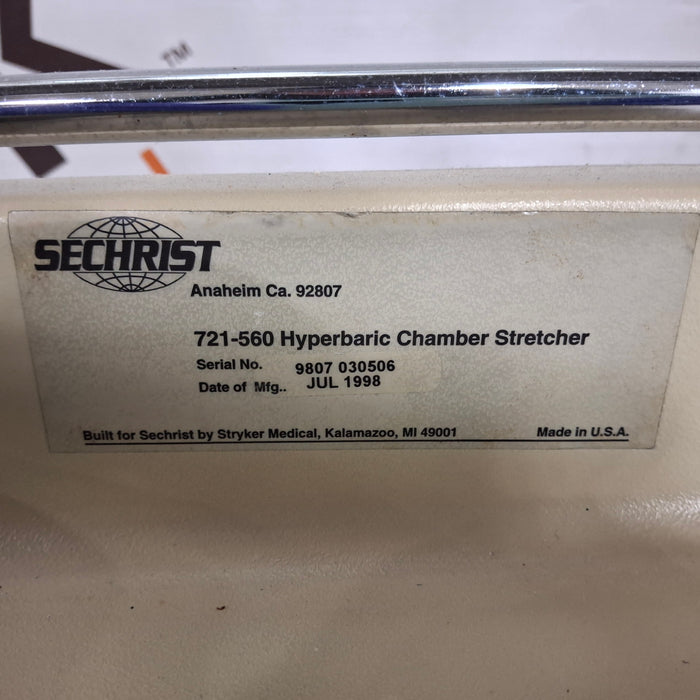 TM
SECHRIST
Anaheim Ca. 92807
721-560 Hyperbaric Chamber Stretcher
Serial No. 9807 030506
Date of Mfg.. JUL 1998
Built for Sechrist by Stryker Medical, Kalamazoo, MI 49001 Made in U.S.A.